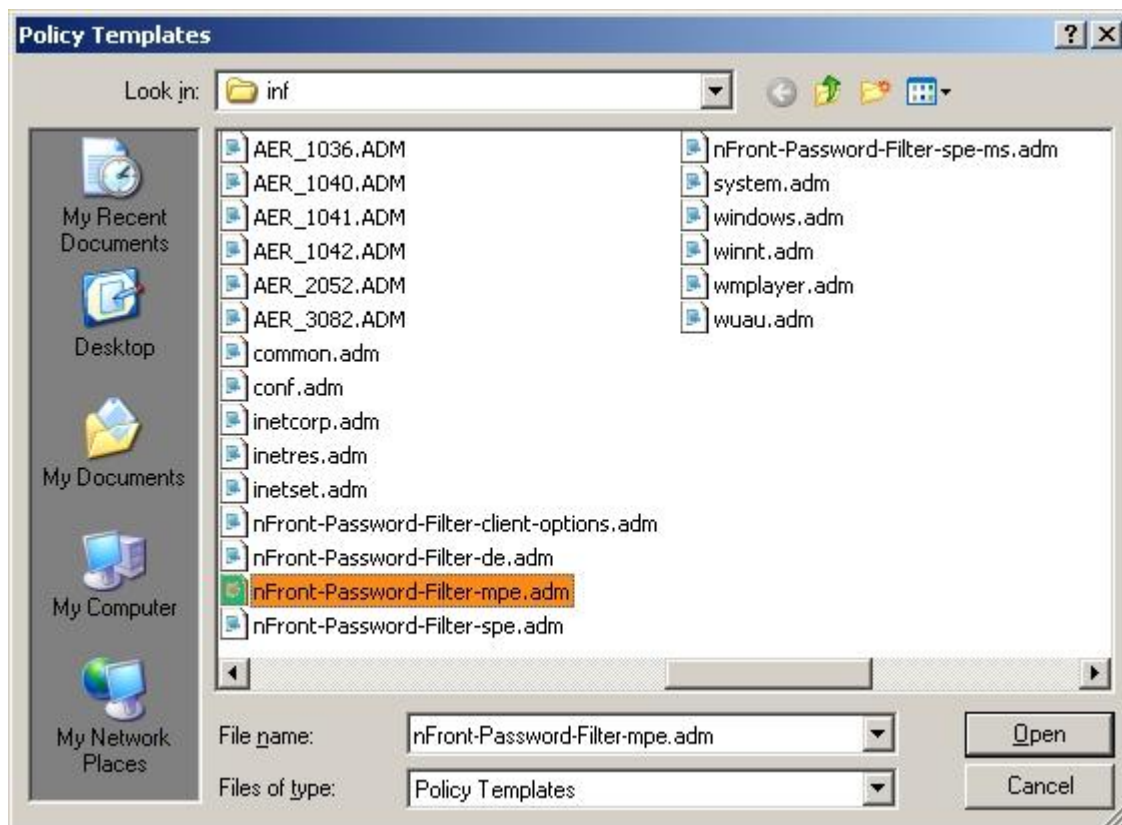 Policy Templates
Look in:
inf
My Recent
Documents
Desktop
My Documents
My Computer
My Network
Places
AER_1036.ADM
AER_1040.ADM
AER_1041.ADM
AER_1042.ADM
AER_2052.ADM
AER_3082.ADM
common.adm
conf.adm
inetcorp.adm
inetres.adm
inetset.adm
nFront-Password-Filter-client-options.adm
nFront-Password-Filter-de.adm
nFront-Password-Filter-mpe.adm
nFront-Password-Filter-spe.adm
nFront-Password-Filter-spe-ms.adm
system.adm
windows.adm
winnt.adm
wmplayer.adm
wuau.adm
File name:
nFront-Password-Filter-mpe.adm
Open
Files of type:
Policy Templates
Cancel